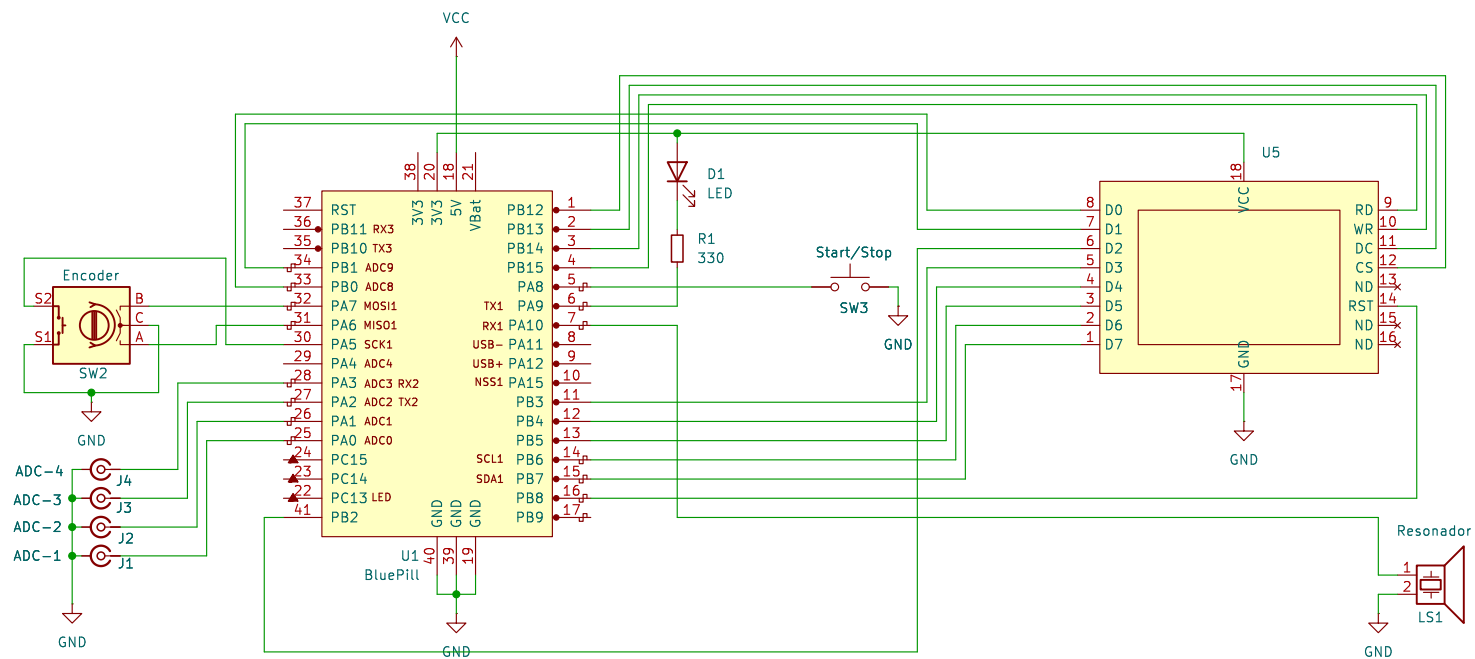 VCC
38
20
18
21
3V3
3V3
5V
VBat
37 RST
36 PB11 RX3
35 PB10 TX3
34 PB1 ADC9
33 PB0 ADC8
32 PA7 MOSI1
31 PA6 MISO1
30 PA5 SCK1
29 PA4 ADC4
28 PA3 ADC3 RX2
27 PA2 ADC2 TX2
26 PA1 ADC1
25 PA0 ADC0
24 PC15
23 PC14
22 PC13 LED
41 PB2
PB12 1
PB13 2
PB14 3
PB15 4
PA8 5
TX1 PA9 6
RX1 PA10 7
USB- PA11 8
USB+ PA12 9
NSS1 PA15 10
PB3 11
PB4 12
PB5 13
SCL1 PB6 14
SDA1 PB7 15
PB8 16
PB9 17
GND
GND
GND
40
39
19
U1
BluePill
GND
Encoder
S2
S1
B
C
A
SW2
GND
ADC-4
J4
ADC-3
J3
ADC-2
J2
ADC-1
J1
GND
D1
LED
R1
330
Start/Stop
SW3
GND
U5
18
VCC
8 D0
7 D1
6 D2
5 D3
4 D4
3 D5
2 D6
1 D7
RD 9
WR 10
DC 11
CS 12
ND 13
RST 14
ND 15
ND 16
GND
17
GND
Resonador
1
2
LS1
GND